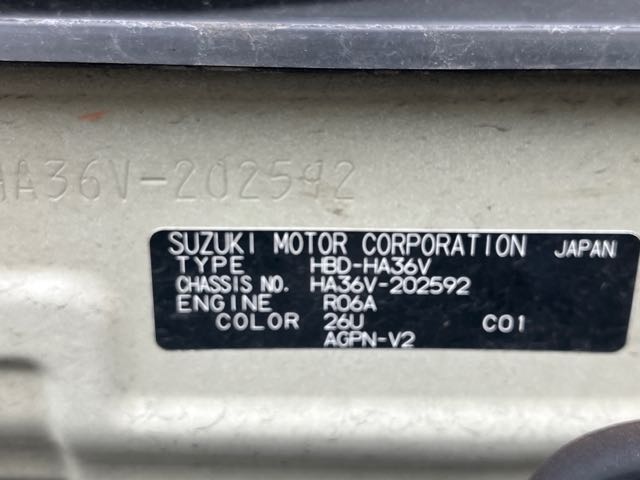 HA36V-202592
SUZUKI MOTOR CORPORATION JAPAN
TYPE HBD-HA36V
CHASSIS NO. HA36V-202592
ENGINE R06A
COLOR 26U C01
AGPN-V2